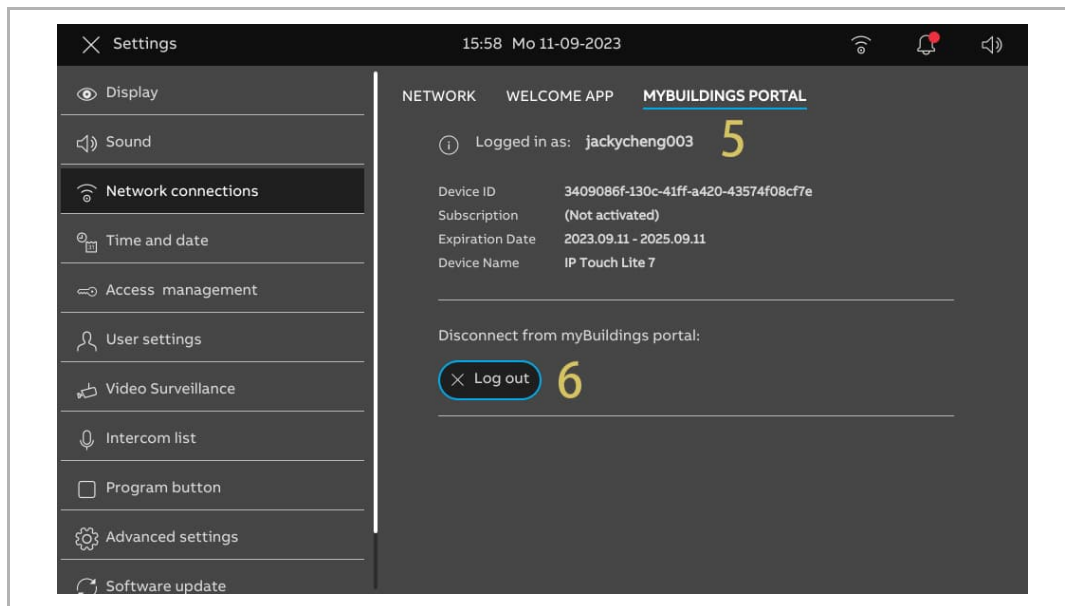 Settings
15:58 Mo 11-09-2023
Display
Sound
Network connections
Time and date
Access management
User settings
Video Surveillance
Intercom list
Program button
Advanced settings
Software update
NETWORK WELCOME APP MYBUILDINGS PORTAL
Logged in as: jackycheng003 5
Device ID 3409086f-130c-41ff-a420-43574f08cf7e
Subscription (Not activated)
Expiration Date 2023.09.11 - 2025.09.11
Device Name IP Touch Lite 7
Disconnect from myBuildings portal:
Log out 6